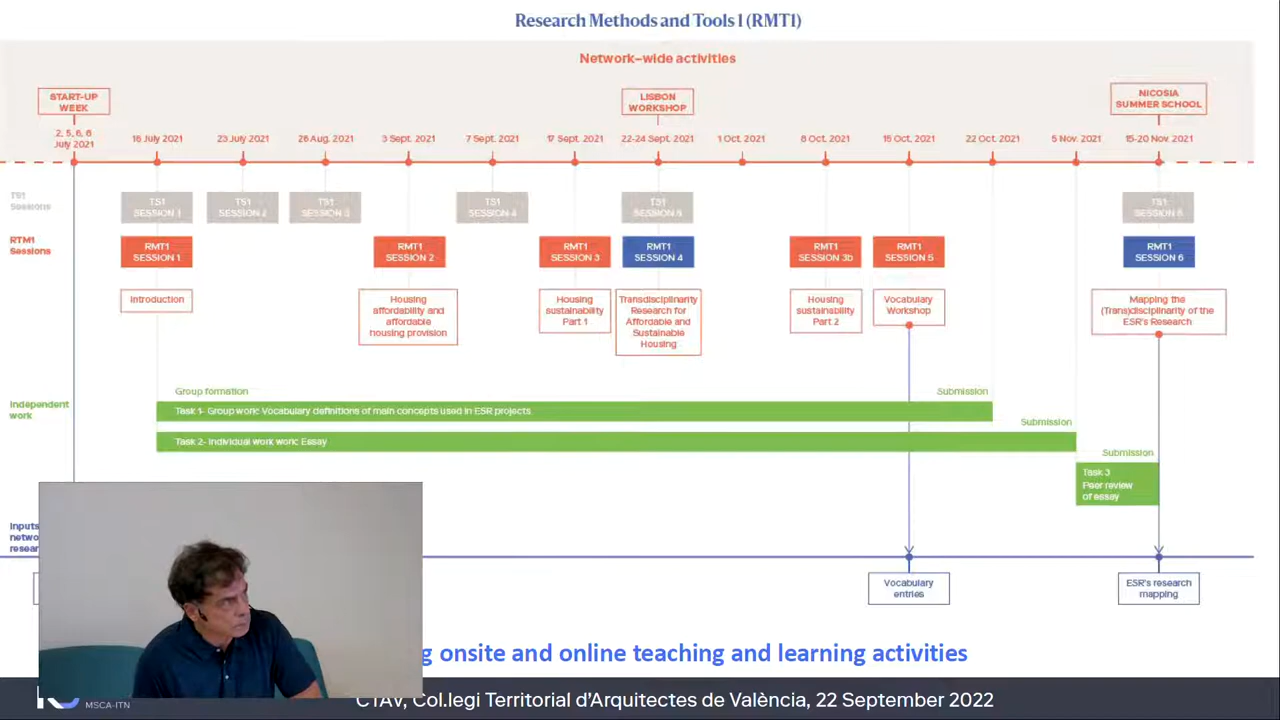 Research Methods and Tools 1 (RMT1)
Network-wide activities
START-UP
WEEK
LISBON
WORKSHOP
NICOSIA
SUMMER SCHOOL
2, 5, 6, 8
July 2021
16 July 2021
23 July 2021
26 Aug. 2021
3 Sept. 2021
7 Sept. 2021
17 Sept. 2021
22-24 Sept. 2021
1 Oct. 2021
8 Oct. 2021
15 Oct. 2021
22 Oct. 2021
5 Nov. 2021
15-20 Nov. 2021
TS1
Sessions
TS1
SESSION 1
TS1
SESSION 2
TS1
SESSION 3
TS1
SESSION 4
TS1
SESSION 5
TS1
SESSION 6
RTM1
Sessions
RMT1
SESSION 1
RMT1
SESSION 2
RMT1
SESSION 3
RMT1
SESSION 4
RMT1
SESSION 3b
RMT1
SESSION 5
RMT1
SESSION 6
Introduction
Housing
affordability and
affordable
housing provision
Housing
sustainability
Part 1
Transdisciplinarity
Research for
Affordable and
Sustainable
Housing
Housing
sustainability
Part 2
Vocabulary
Workshop
Mapping the
(Trans)disciplinarity of the
ESR's Research
Independent
work
Group formation
Submission
Task 1- Group work: Vocabulary definitions of main concepts used in ESR projects
Submission
Task 2- Individual work work: Essay
Submission
Task 3
Peer review
of essay
Inputs
netwo
resear
Vocabulary
entries
ESR's research
mapping
g onsite and online teaching and learning activities
MSCA-ITN
CTAV, Col.legi Territorial d'Arquitectes de València, 22 September 2022